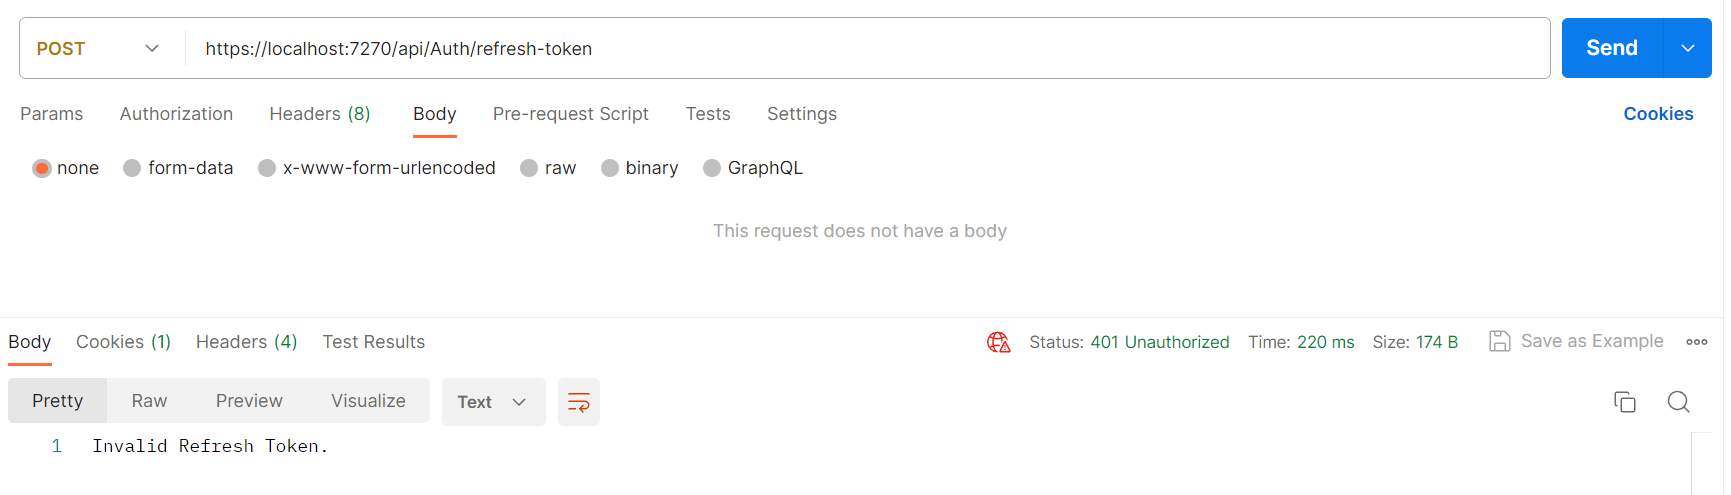 POST https://localhost:7270/api/Auth/refresh-token Send
Params Authorization Headers (8) Body Pre-request Script Tests Settings Cookies
none form-data x-www-form-urlencoded raw binary GraphQL
This request does not have a body
Body Cookies (1) Headers (4) Test Results Status: 401 Unauthorized Time: 220 ms Size: 174 B Save as Example
Pretty Raw Preview Visualize Text
1 Invalid Refresh Token.